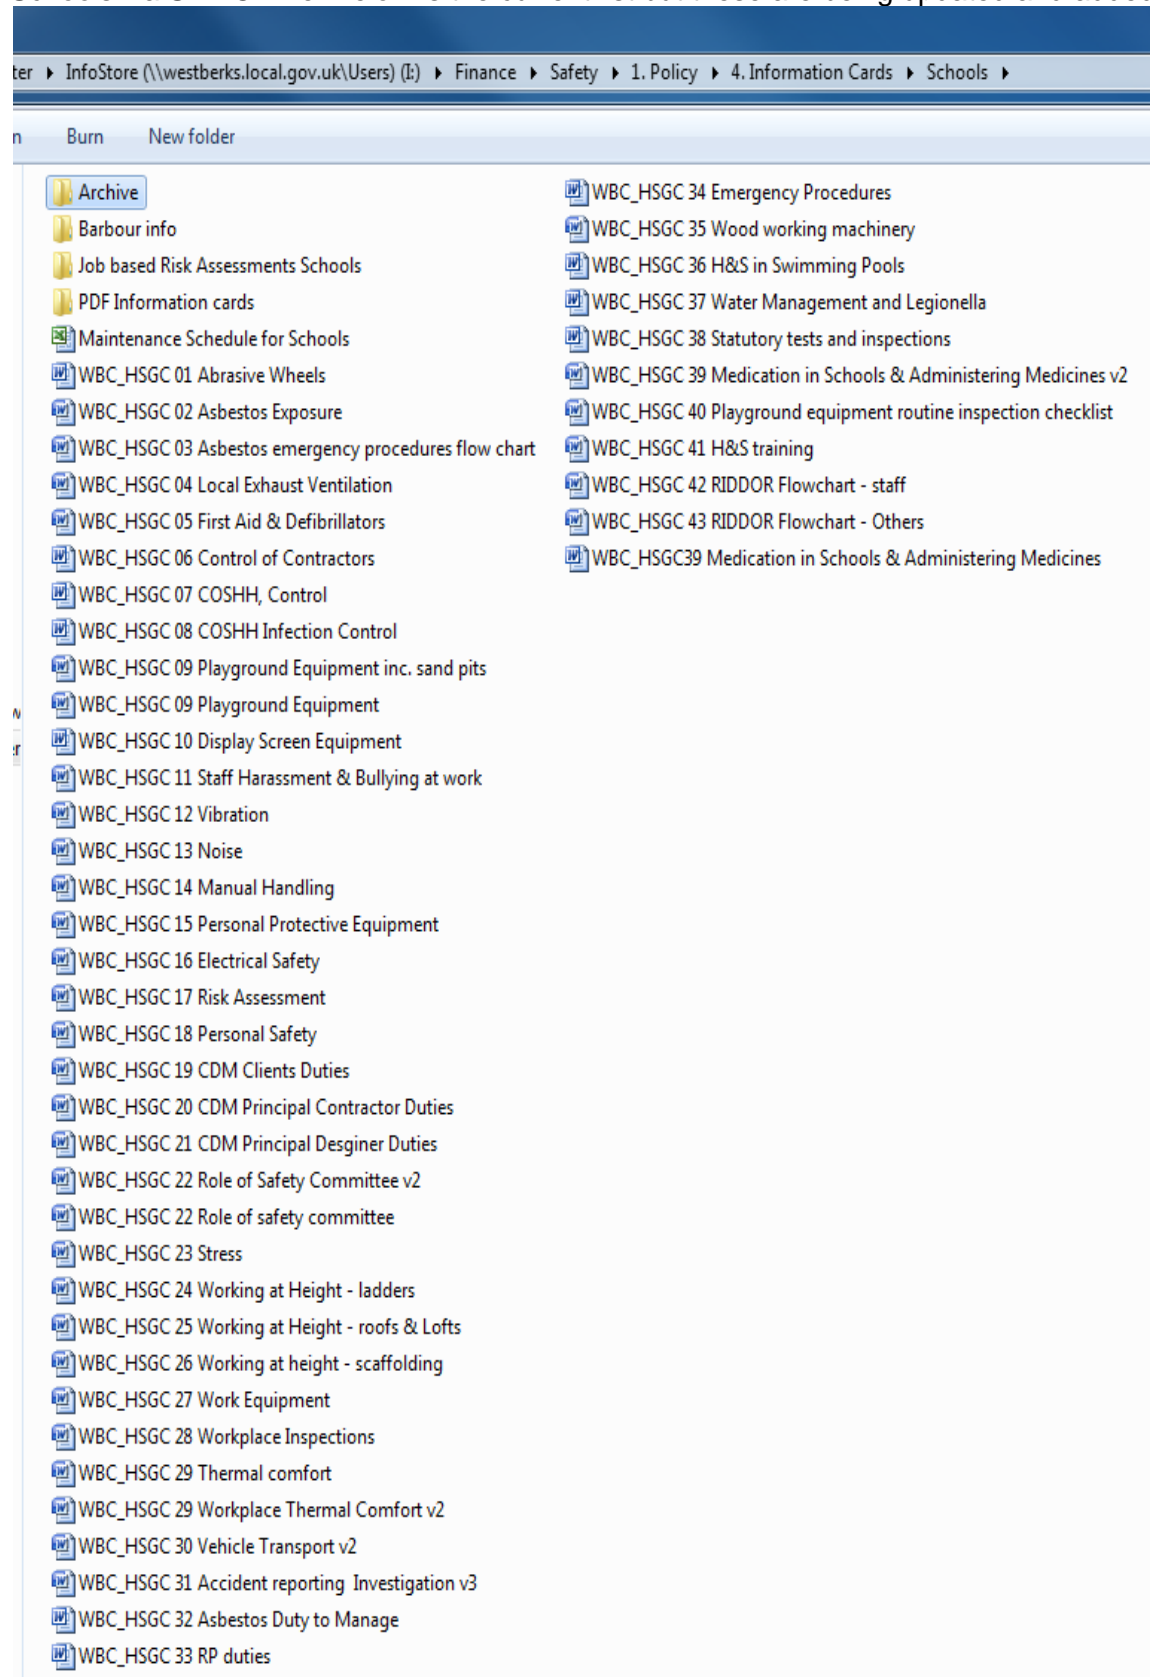 ter ▸ InfoStore (\\westberks.local.gov.uk\Users) (I:) ▸ Finance ▸ Safety ▸ 1. Policy ▸ 4. Information Cards ▸ Schools ▸
n Burn New folder
Archive
Barbour info
Job based Risk Assessments Schools
PDF Information cards
Maintenance Schedule for Schools
WBC_HSGC 01 Abrasive Wheels
WBC_HSGC 02 Asbestos Exposure
WBC_HSGC 03 Asbestos emergency procedures flow chart
WBC_HSGC 04 Local Exhaust Ventilation
WBC_HSGC 05 First Aid & Defibrillators
WBC_HSGC 06 Control of Contractors
WBC_HSGC 07 COSHH, Control
WBC_HSGC 08 COSHH Infection Control
WBC_HSGC 09 Playground Equipment inc. sand pits
WBC_HSGC 09 Playground Equipment
WBC_HSGC 10 Display Screen Equipment
WBC_HSGC 11 Staff Harassment & Bullying at work
WBC_HSGC 12 Vibration
WBC_HSGC 13 Noise
WBC_HSGC 14 Manual Handling
WBC_HSGC 15 Personal Protective Equipment
WBC_HSGC 16 Electrical Safety
WBC_HSGC 17 Risk Assessment
WBC_HSGC 18 Personal Safety
WBC_HSGC 19 CDM Clients Duties
WBC_HSGC 20 CDM Principal Contractor Duties
WBC_HSGC 21 CDM Principal Desginer Duties
WBC_HSGC 22 Role of Safety Committee v2
WBC_HSGC 22 Role of safety committee
WBC_HSGC 23 Stress
WBC_HSGC 24 Working at Height - ladders
WBC_HSGC 25 Working at Height - roofs & Lofts
WBC_HSGC 26 Working at height - scaffolding
WBC_HSGC 27 Work Equipment
WBC_HSGC 28 Workplace Inspections
WBC_HSGC 29 Thermal comfort
WBC_HSGC 29 Workplace Thermal Comfort v2
WBC_HSGC 30 Vehicle Transport v2
WBC_HSGC 31 Accident reporting  Investigation v3
WBC_HSGC 32 Asbestos Duty to Manage
WBC_HSGC 33 RP duties
WBC_HSGC 34 Emergency Procedures
WBC_HSGC 35 Wood working machinery
WBC_HSGC 36 H&S in Swimming Pools
WBC_HSGC 37 Water Management and Legionella
WBC_HSGC 38 Statutory tests and inspections
WBC_HSGC 39 Medication in Schools & Administering Medicines v2
WBC_HSGC 40 Playground equipment routine inspection checklist
WBC_HSGC 41 H&S training
WBC_HSGC 42 RIDDOR Flowchart - staff
WBC_HSGC 43 RIDDOR Flowchart - Others
WBC_HSGC39 Medication in Schools & Administering Medicines